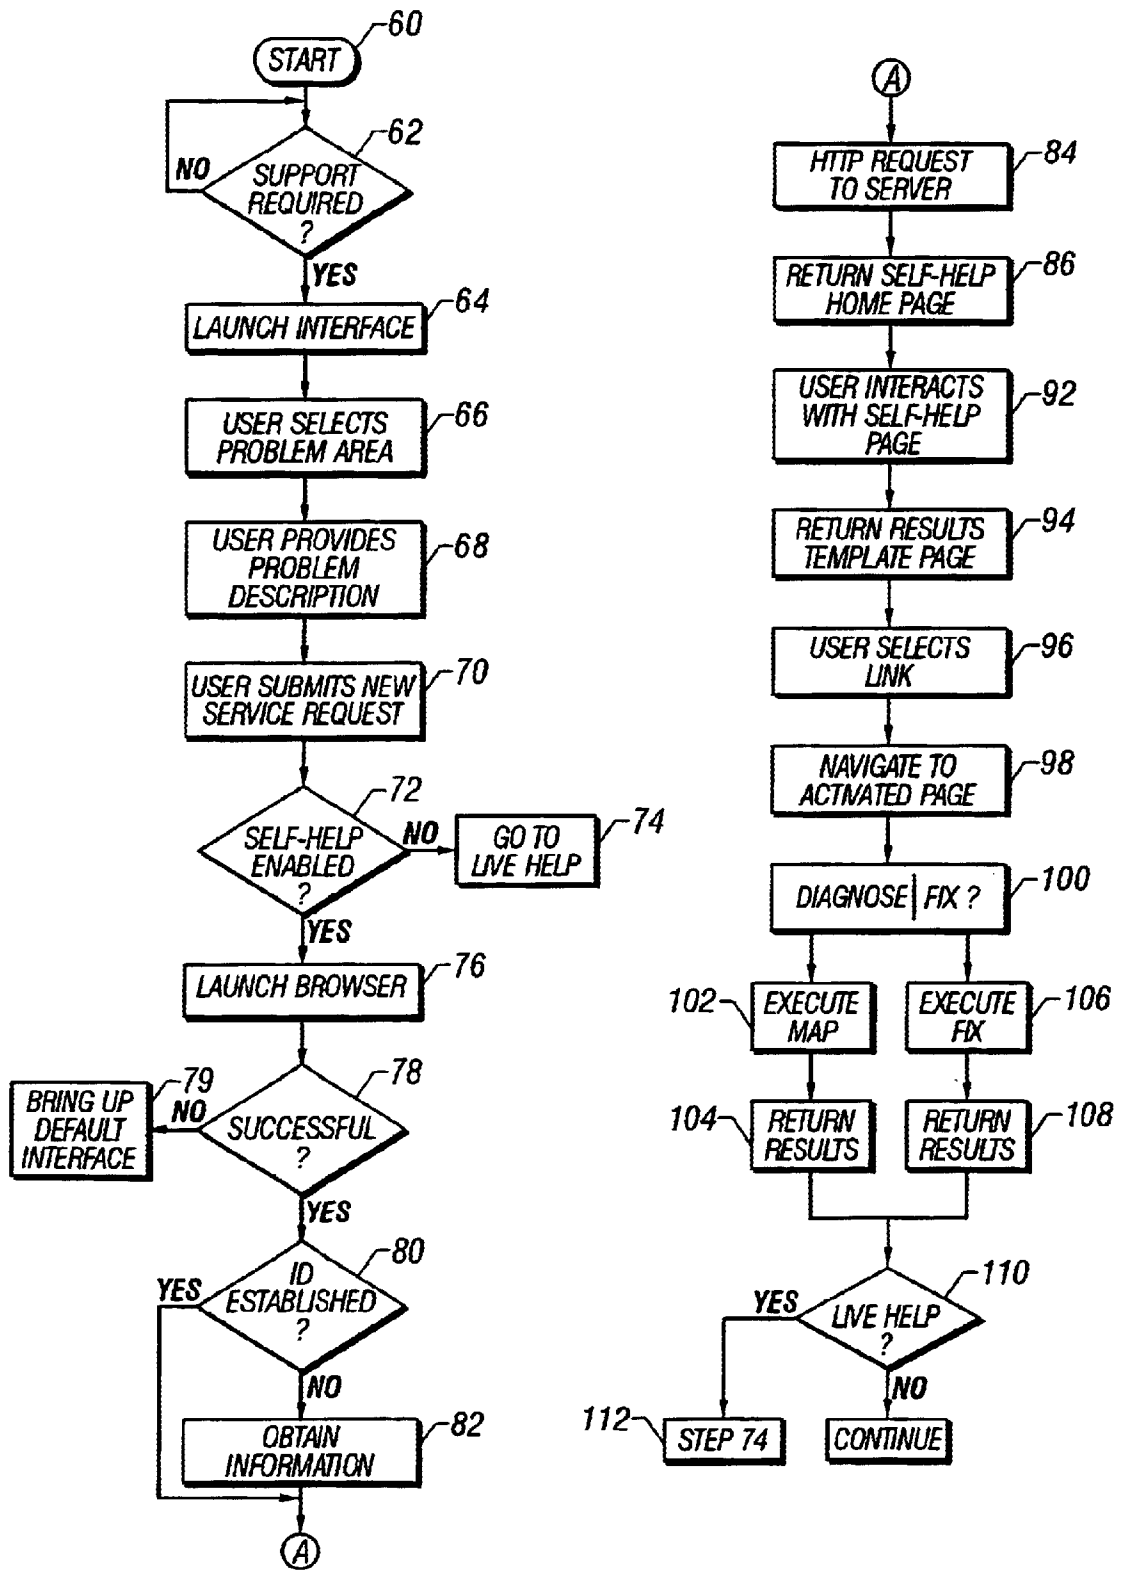 60
START
62
NO
SUPPORT
REQUIRED
?
YES
64
LAUNCH INTERFACE
66
USER SELECTS
PROBLEM AREA
68
USER PROVIDES
PROBLEM
DESCRIPTION
70
USER SUBMITS NEW
SERVICE REQUEST
72
SELF-HELP
ENABLED
?
NO
74
GO TO
LIVE HELP
YES
76
LAUNCH BROWSER
78
SUCCESSFUL
?
79
NO
BRING UP
DEFAULT
INTERFACE
YES
80
ID
ESTABLISHED
?
YES
NO
82
OBTAIN
INFORMATION
A
A
84
HTTP REQUEST
TO SERVER
86
RETURN SELF-HELP
HOME PAGE
92
USER INTERACTS
WITH SELF-HELP
PAGE
94
RETURN RESULTS
TEMPLATE PAGE
96
USER SELECTS
LINK
98
NAVIGATE TO
ACTIVATED PAGE
100
DIAGNOSE FIX ?
102
EXECUTE
MAP
106
EXECUTE
FIX
104
RETURN
RESULTS
108
RETURN
RESULTS
110
LIVE HELP
?
YES
NO
112
STEP 74
CONTINUE